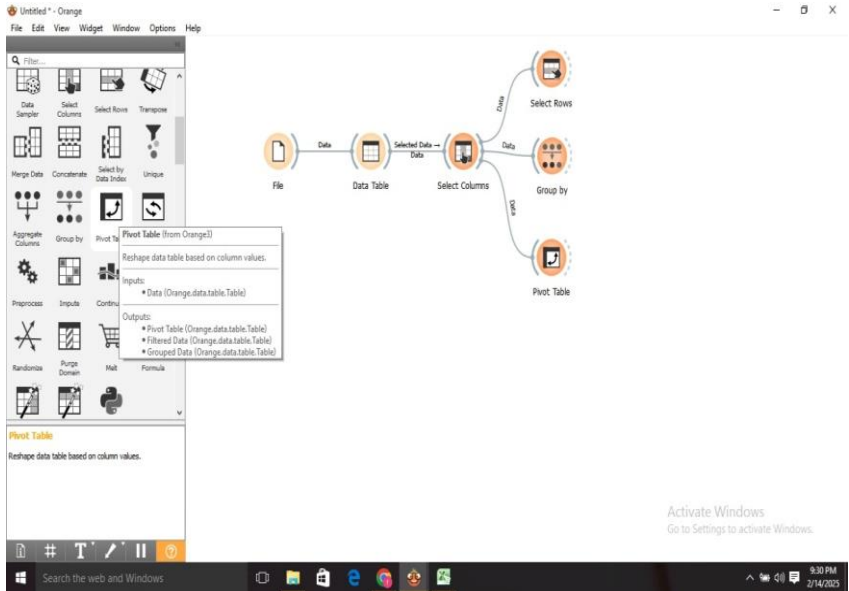 Untitled * - Orange
File Edit View Widget Window Options Help
Filter...
Data Sampler
Select Columns
Select Rows
Transpose
Merge Data
Concatenate
Select by Data Index
Unique
Aggregate Columns
Group by
Pivot Ta
Preprocess
Impute
Continu
Randomize
Purge Domain
Melt
Formula
Pivot Table (from Orange3)
Reshape data table based on column values.
Inputs:
• Data (Orange.data.table.Table)
Outputs:
• Pivot Table (Orange.data.table.Table)
• Filtered Data (Orange.data.table.Table)
• Grouped Data (Orange.data.table.Table)
File
Data
Data Table
Selected Data → Data
Select Columns
Data
Select Rows
Data
Group by
Data
Pivot Table
Pivot Table
Reshape data table based on column values.
Activate Windows
Go to Settings to activate Windows.
Search the web and Windows
9:30 PM
2/14/2025